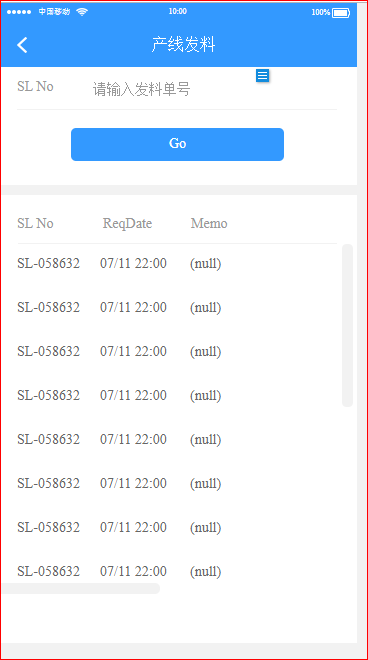 中国移动 10:00 100%
产线发料
SL No 请输入发料单号
Go
SL No ReqDate Memo
SL-058632 07/11 22:00 (null)
SL-058632 07/11 22:00 (null)
SL-058632 07/11 22:00 (null)
SL-058632 07/11 22:00 (null)
SL-058632 07/11 22:00 (null)
SL-058632 07/11 22:00 (null)
SL-058632 07/11 22:00 (null)
SL-058632 07/11 22:00 (null)